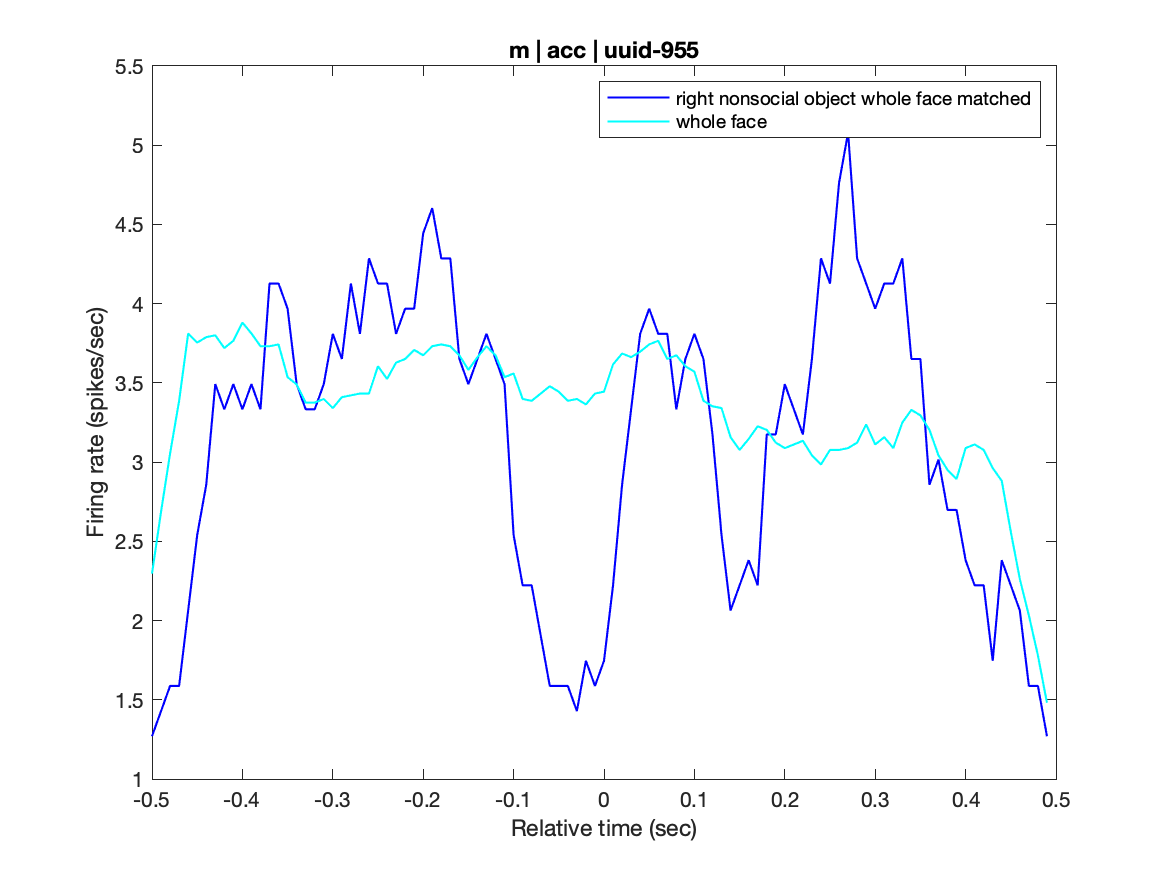 m | acc | uuid-955
right nonsocial object whole face matched
whole face
Firing rate (spikes/sec)
5.5
5
4.5
4
3.5
3
2.5
2
1.5
1
-0.5 -0.4 -0.3 -0.2 -0.1 0 0.1 0.2 0.3 0.4 0.5
Relative time (sec)